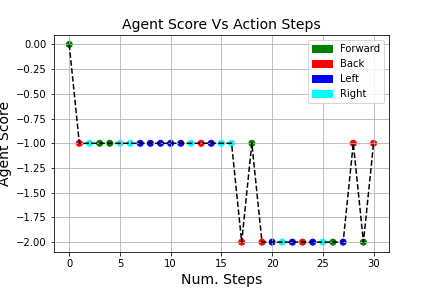 Agent Score Vs Action Steps
0.00
−0.25
−0.50
−0.75
−1.00
−1.25
−1.50
−1.75
−2.00
Agent Score
Forward
Back
Left
Right
0 5 10 15 20 25 30
Num. Steps